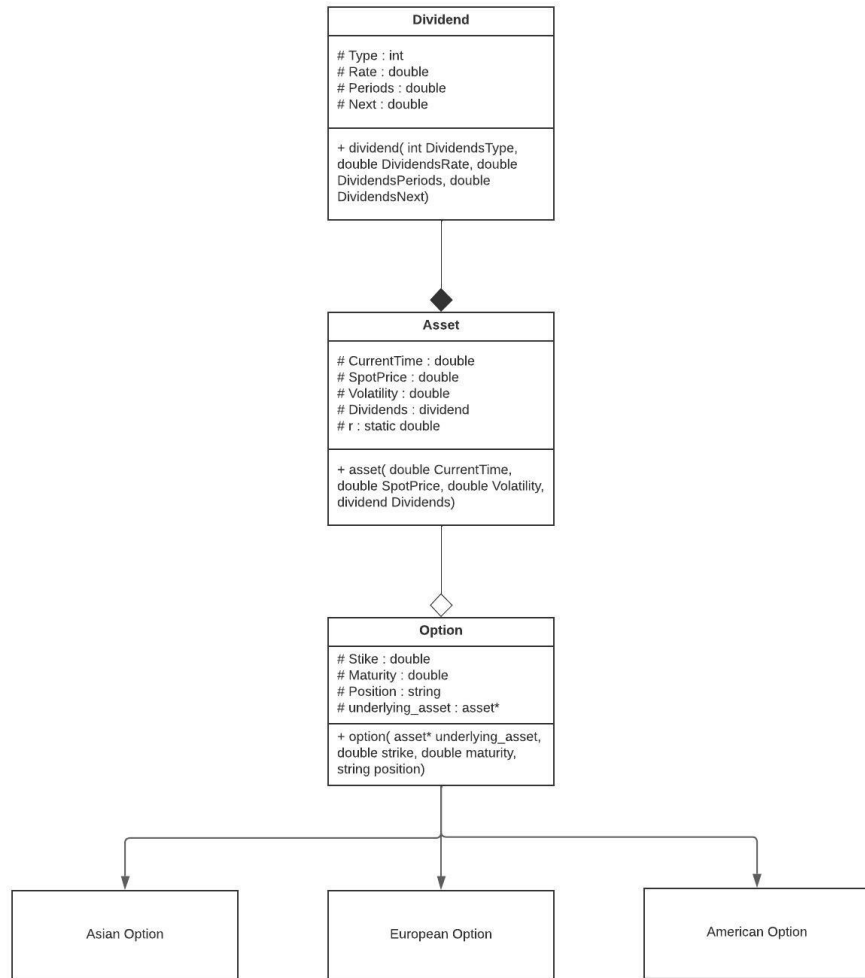 Dividend
# Type : int
# Rate : double
# Periods : double
# Next : double
+ dividend( int DividendsType,
double DividendsRate, double
DividendsPeriods, double
DividendsNext)
Asset
# CurrentTime : double
# SpotPrice : double
# Volatility : double
# Dividends : dividend
# r : static double
+ asset( double CurrentTime,
double SpotPrice, double Volatility,
dividend Dividends)
Option
# Stike : double
# Maturity : double
# Position : string
# underlying_asset : asset*
+ option( asset* underlying_asset,
double strike, double maturity,
string position)
Asian Option
European Option
American Option